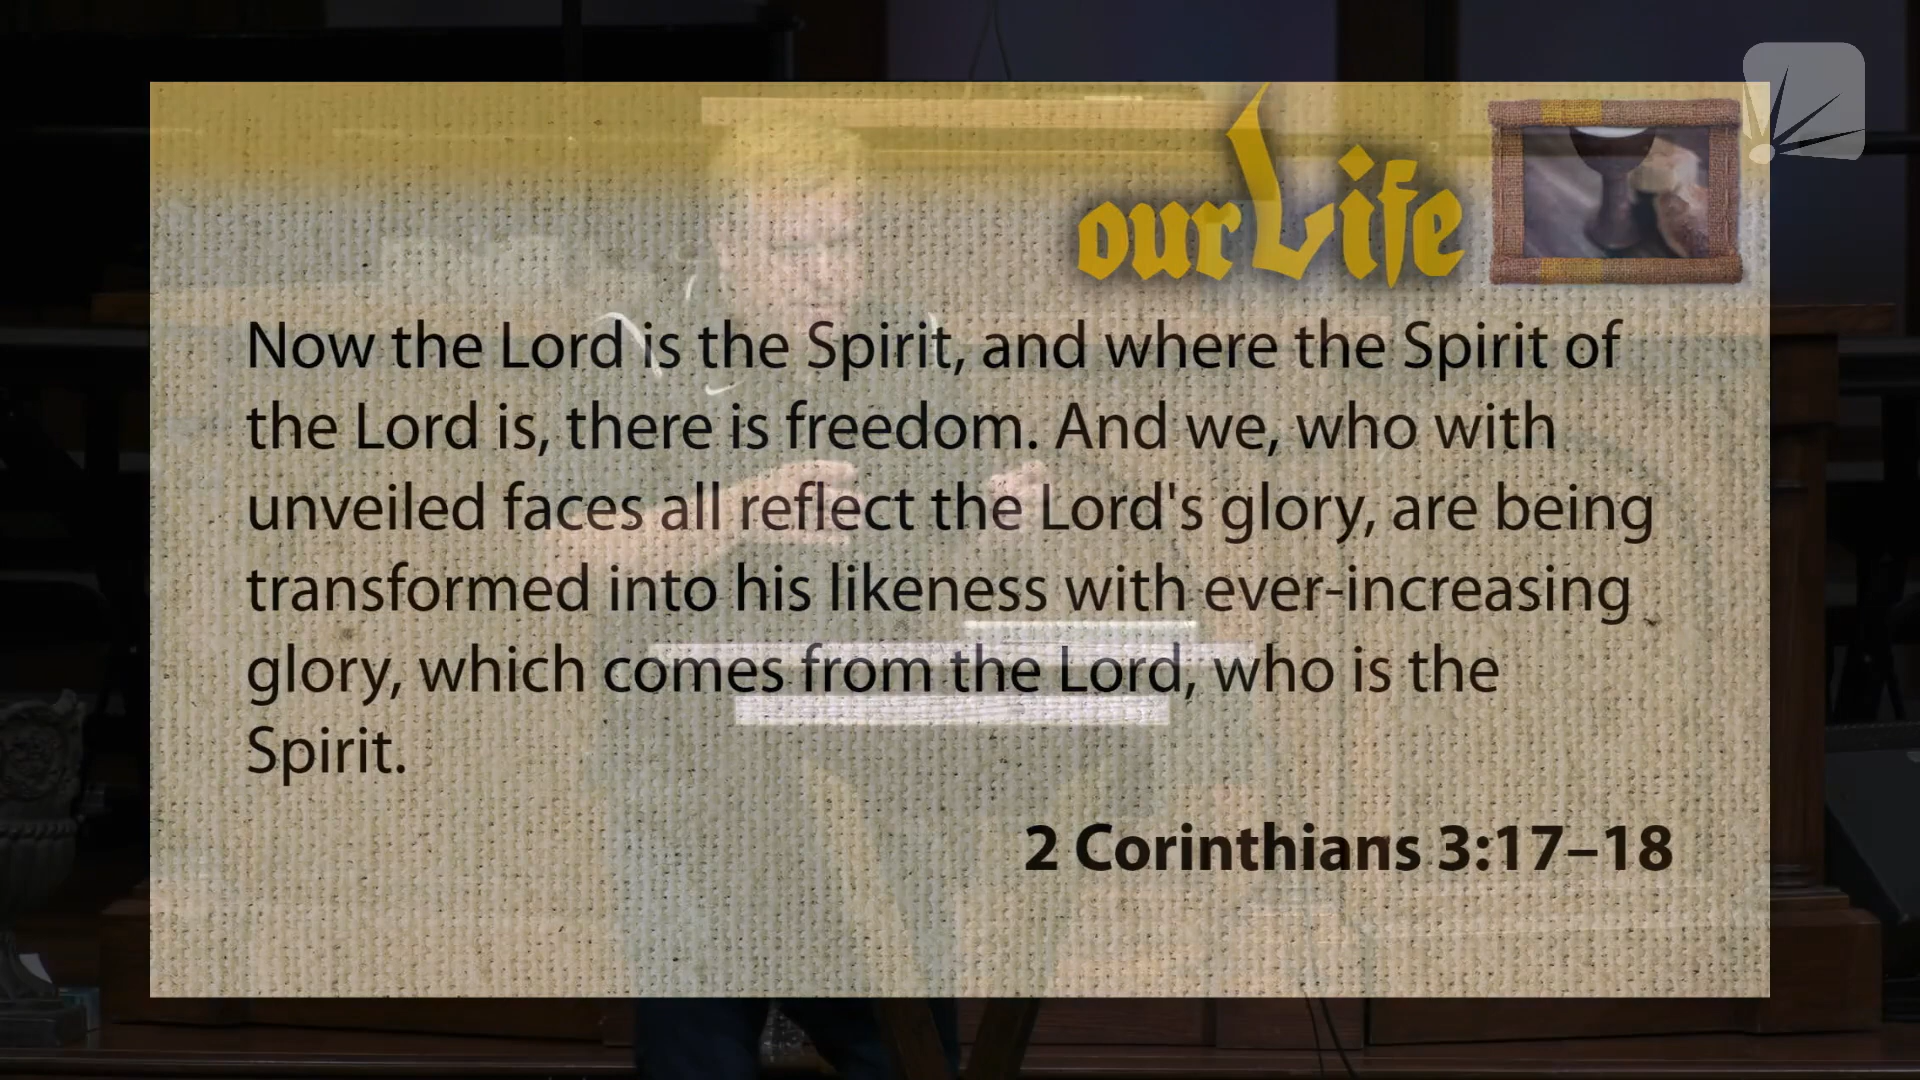 ourLife
Now the Lord is the Spirit, and where the Spirit of
the Lord is, there is freedom. And we, who with
unveiled faces all reflect the Lord's glory, are being
transformed into his likeness with ever-increasing
glory, which comes from the Lord, who is the
Spirit.
2 Corinthians 3:17–18